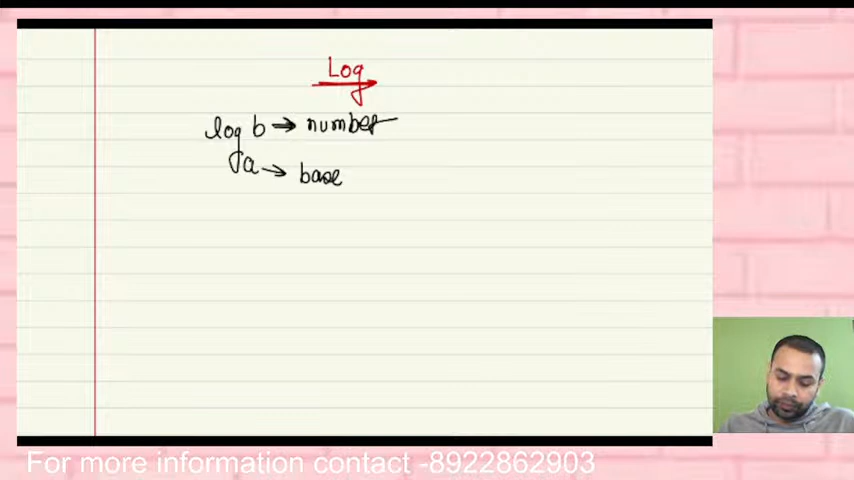 Log
log b → number
a → base
For more information contact -8922862903